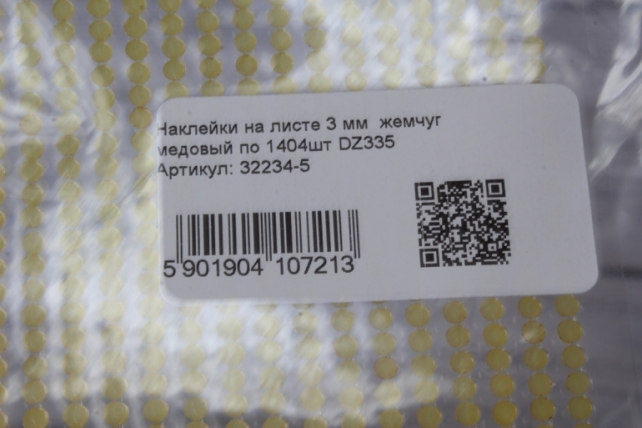 Наклейки на листе 3 мм жемчуг
медовый по 1404шт DZ335
Артикул: 32234-5
5 901904 107213